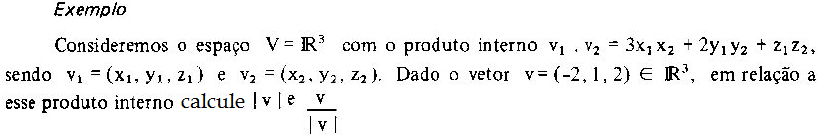 Exemplo
Consideremos o espaço V = ℝ³ com o produto interno v₁ . v₂ = 3x₁x₂ + 2y₁y₂ + z₁z₂,
sendo v₁ = (x₁, y₁, z₁) e v₂ = (x₂, y₂, z₂). Dado o vetor v = (-2, 1, 2) ∈ ℝ³, em relação a
esse produto interno calcule | v | e v
| v |